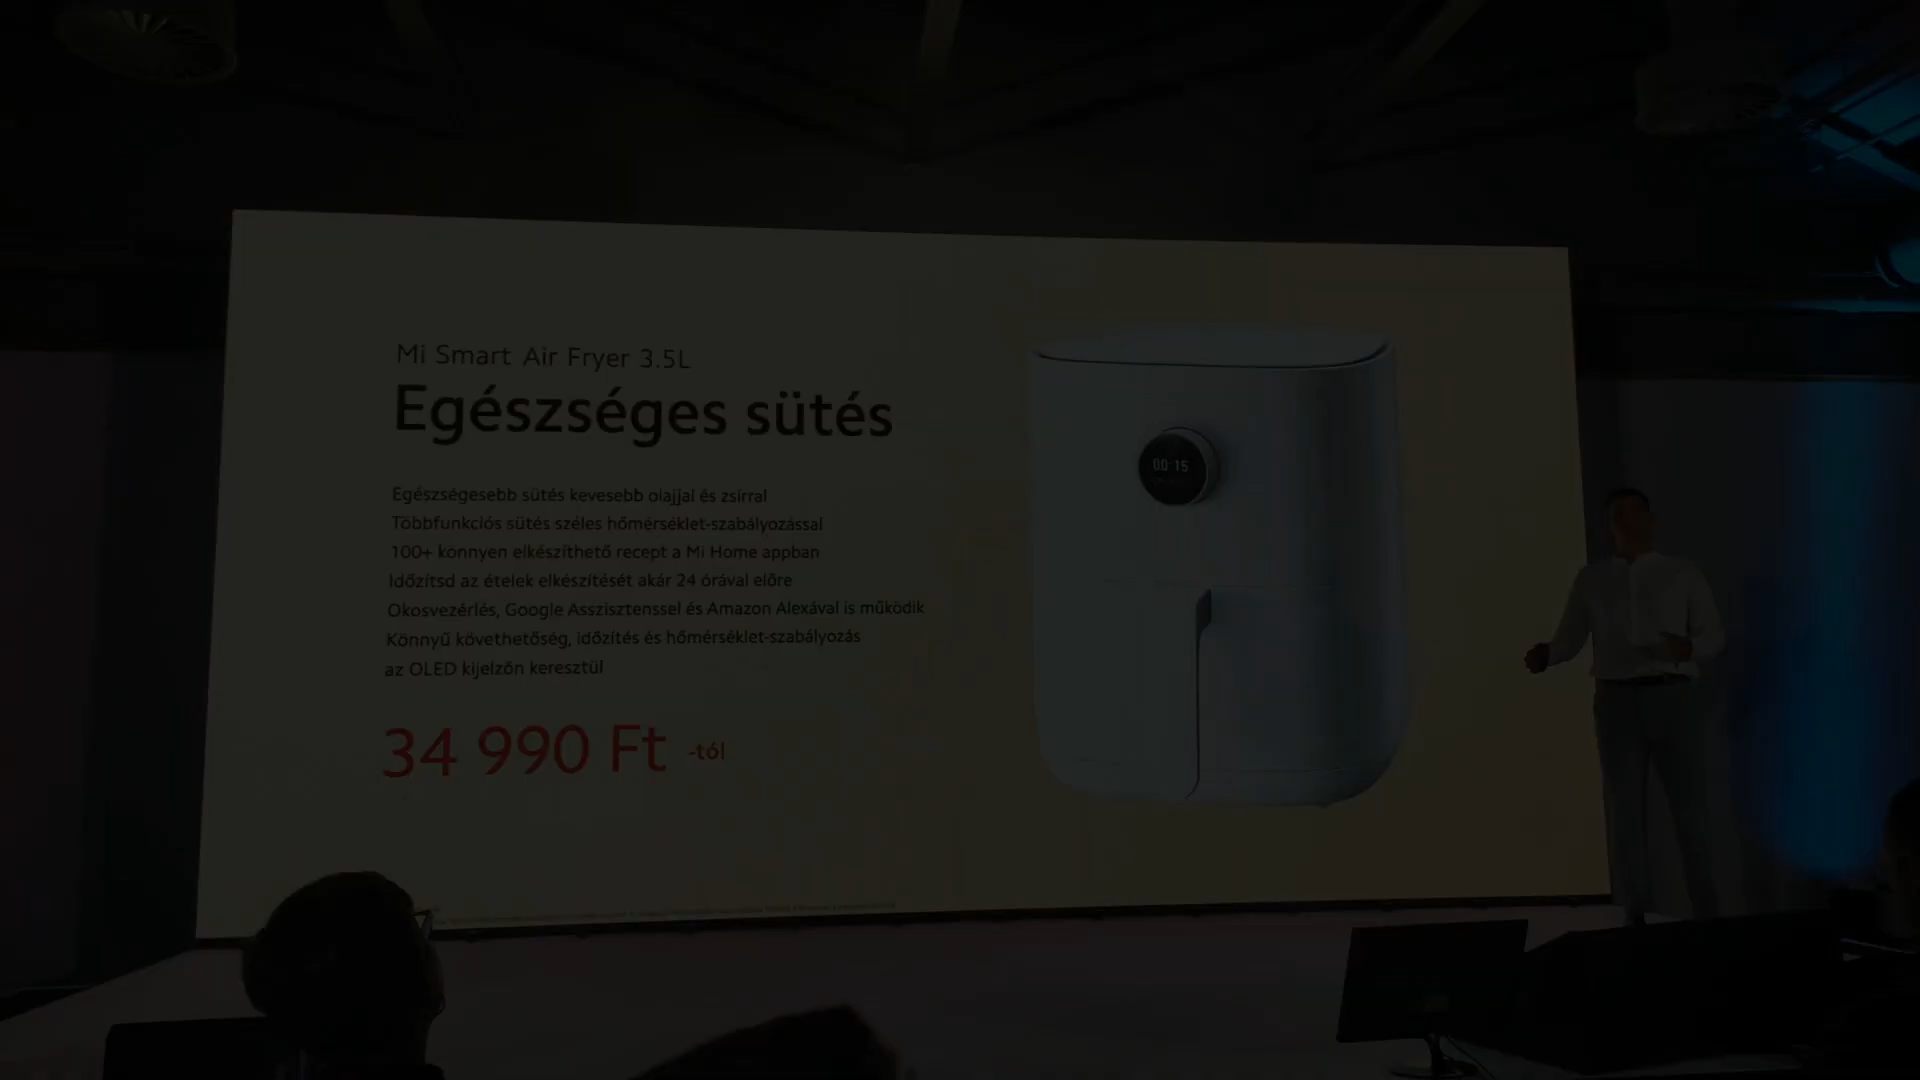 Mi Smart Air Fryer 3.5L
Egészséges sütés
Egészségesebb sütés kevesebb olajjal és zsírral
Többfunkciós sütés széles hőmérséklet-szabályozással
100+ könnyen elkészíthető recept a Mi Home appban
Időzítsd az ételek elkészítését akár 24 órával előre
Okosvezérlés, Google Asszisztenssel és Amazon Alexával is működik
Könnyű követhetőség, időzítés és hőmérséklet-szabályozás
az OLED kijelzőn keresztül
34 990 Ft -tól
00:15